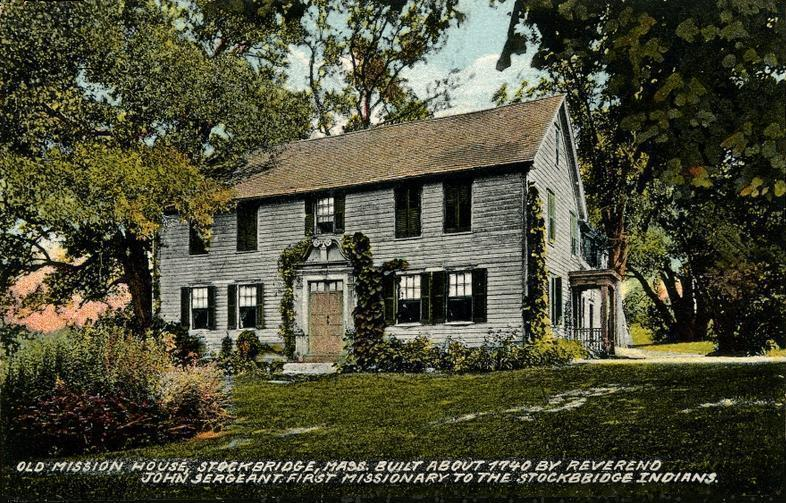 OLD MISSION HOUSE, STOCKBRIDGE, MASS. BUILT ABOUT 1740 BY REVEREND
JOHN SERGEANT. FIRST MISSIONARY TO THE STOCKBRIDGE INDIANS.